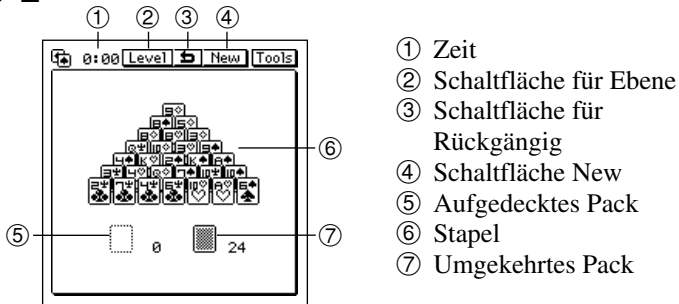 ① ② ③ ④
0:00 Level New Tools
⑥
⑤ 0 24 ⑦
① Zeit
② Schaltfläche für Ebene
③ Schaltfläche für
Rückgängig
④ Schaltfläche New
⑤ Aufgedecktes Pack
⑥ Stapel
⑦ Umgekehrtes Pack